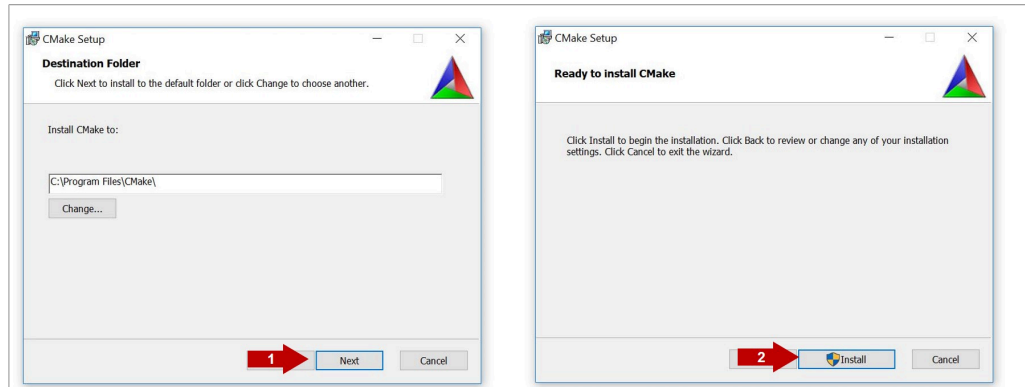 CMake Setup
Destination Folder
Click Next to install to the default folder or click Change to choose another.
Install CMake to:
C:\Program Files\CMake\
Change...
1
Next
Cancel
CMake Setup
Ready to install CMake
Click Install to begin the installation. Click Back to review or change any of your installation
settings. Click Cancel to exit the wizard.
2
Install
Cancel